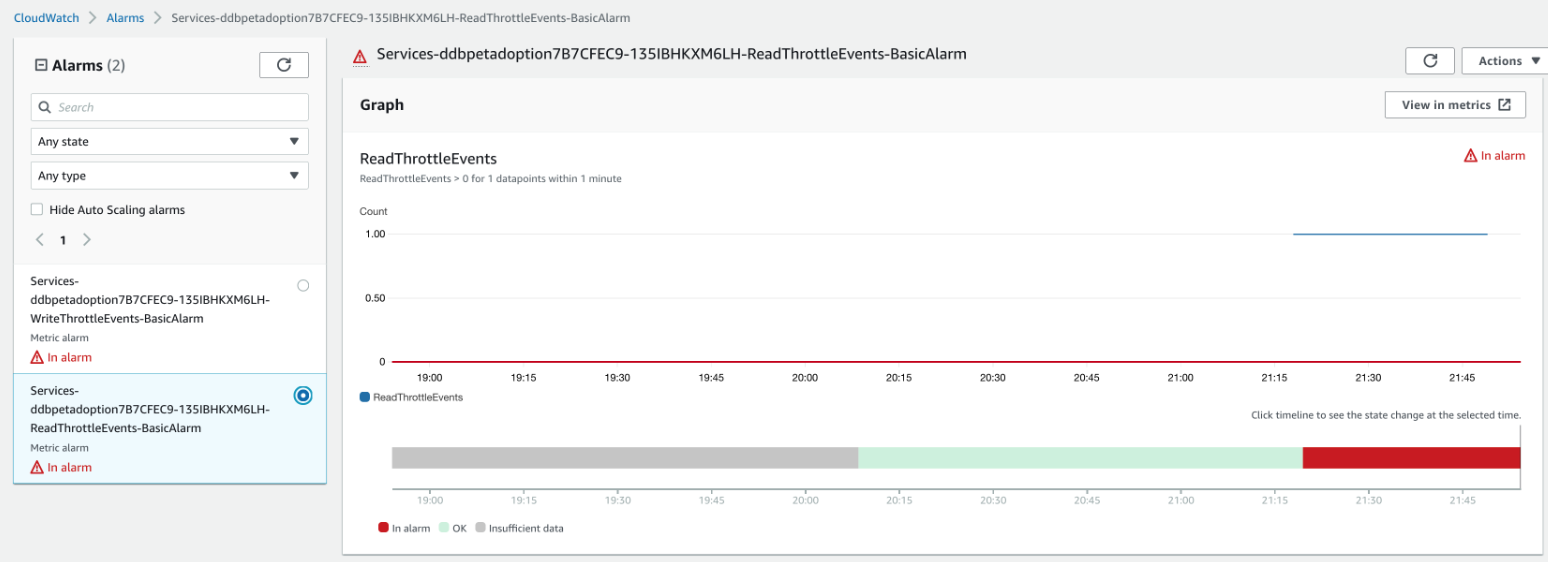 CloudWatch > Alarms > Services-ddbpetadoption7B7CFEC9-135IBHKXM6LH-ReadThrottleEvents-BasicAlarm
Alarms (2)
Search
Any state
Any type
Hide Auto Scaling alarms
1
Services-
ddbpetadoption7B7CFEC9-135IBHKXM6LH-
WriteThrottleEvents-BasicAlarm
Metric alarm
In alarm
Services-
ddbpetadoption7B7CFEC9-135IBHKXM6LH-
ReadThrottleEvents-BasicAlarm
Metric alarm
In alarm
Services-ddbpetadoption7B7CFEC9-135IBHKXM6LH-ReadThrottleEvents-BasicAlarm
Actions
Graph
View in metrics
ReadThrottleEvents
In alarm
ReadThrottleEvents > 0 for 1 datapoints within 1 minute
Count
1.00
0.50
0
19:00 19:15 19:30 19:45 20:00 20:15 20:30 20:45 21:00 21:15 21:30 21:45
ReadThrottleEvents
Click timeline to see the state change at the selected time.
19:00 19:15 19:30 19:45 20:00 20:15 20:30 20:45 21:00 21:15 21:30 21:45
In alarm OK Insufficient data